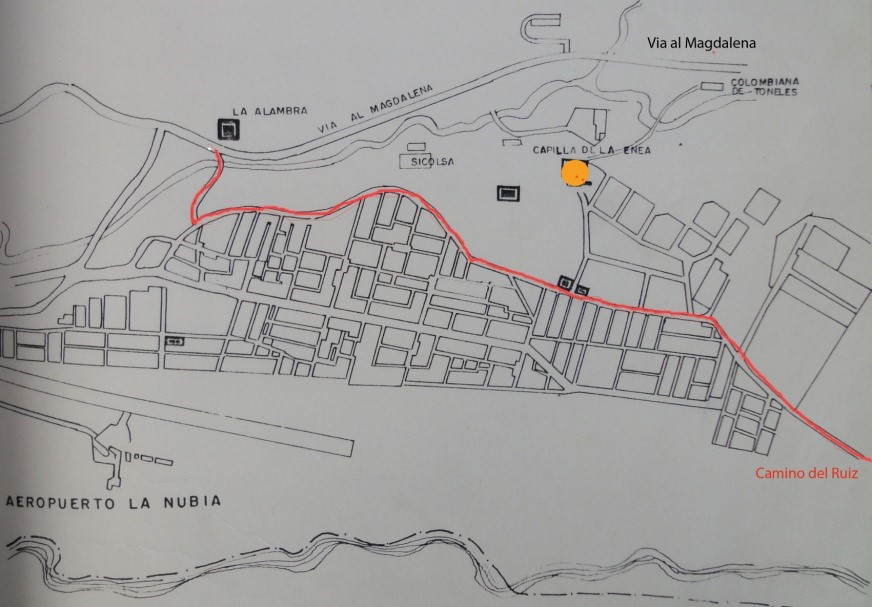 Via al Magdalena
COLOMBIANA
DE-TONELES
LA ALAMBRA
VIA AL MAGDALENA
CAPILLA DE LA ENEA
SICOLSA
Camino del Ruiz
AEROPUERTO LA NUBIA